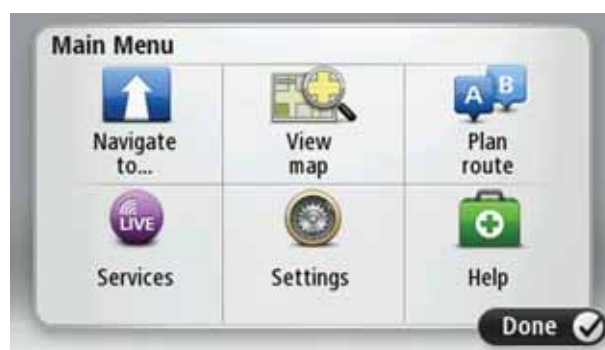 Main Menu
Navigate
to...
View
map
A B
Plan
route
LIVE
Services
Settings
Help
Done